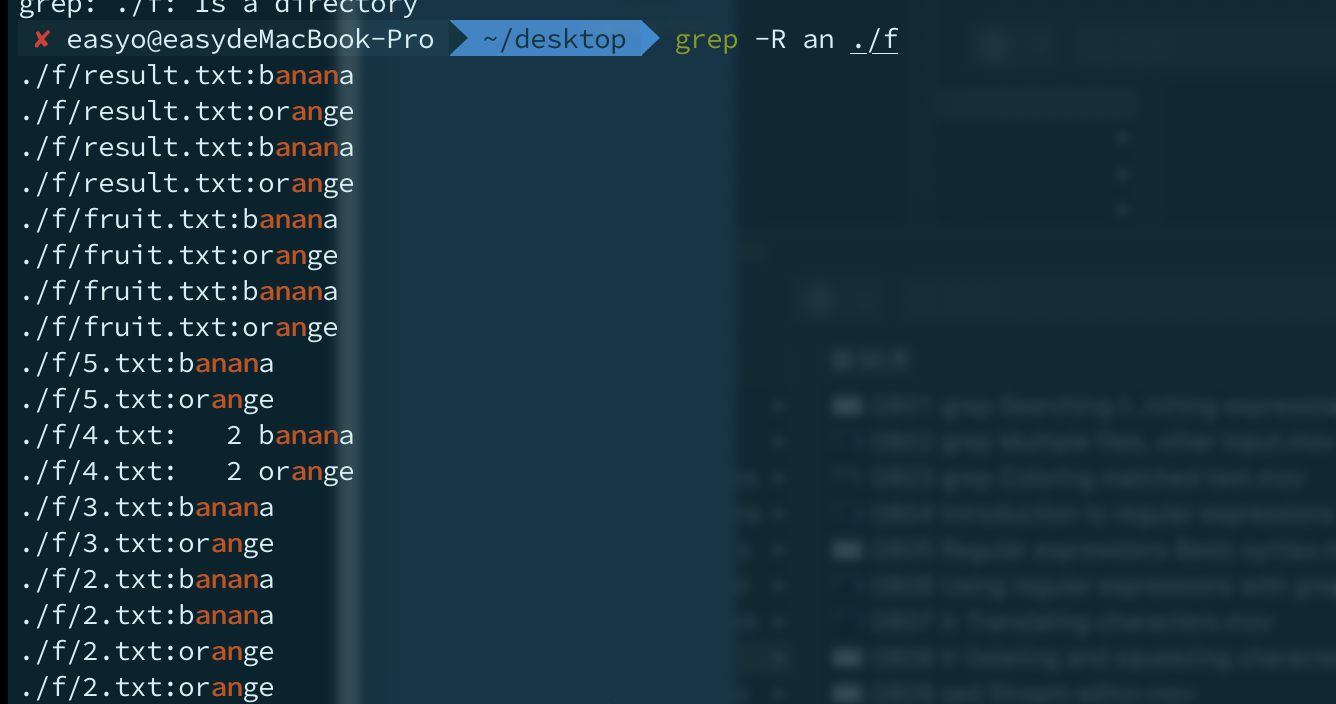 grep: ./f: Is a directory
✘ easyo@easydeMacBook-Pro ~/desktop grep -R an ./f
./f/result.txt:banana
./f/result.txt:orange
./f/result.txt:banana
./f/result.txt:orange
./f/fruit.txt:banana
./f/fruit.txt:orange
./f/fruit.txt:banana
./f/fruit.txt:orange
./f/5.txt:banana
./f/5.txt:orange
./f/4.txt:   2 banana
./f/4.txt:   2 orange
./f/3.txt:banana
./f/3.txt:orange
./f/2.txt:banana
./f/2.txt:banana
./f/2.txt:orange
./f/2.txt:orange